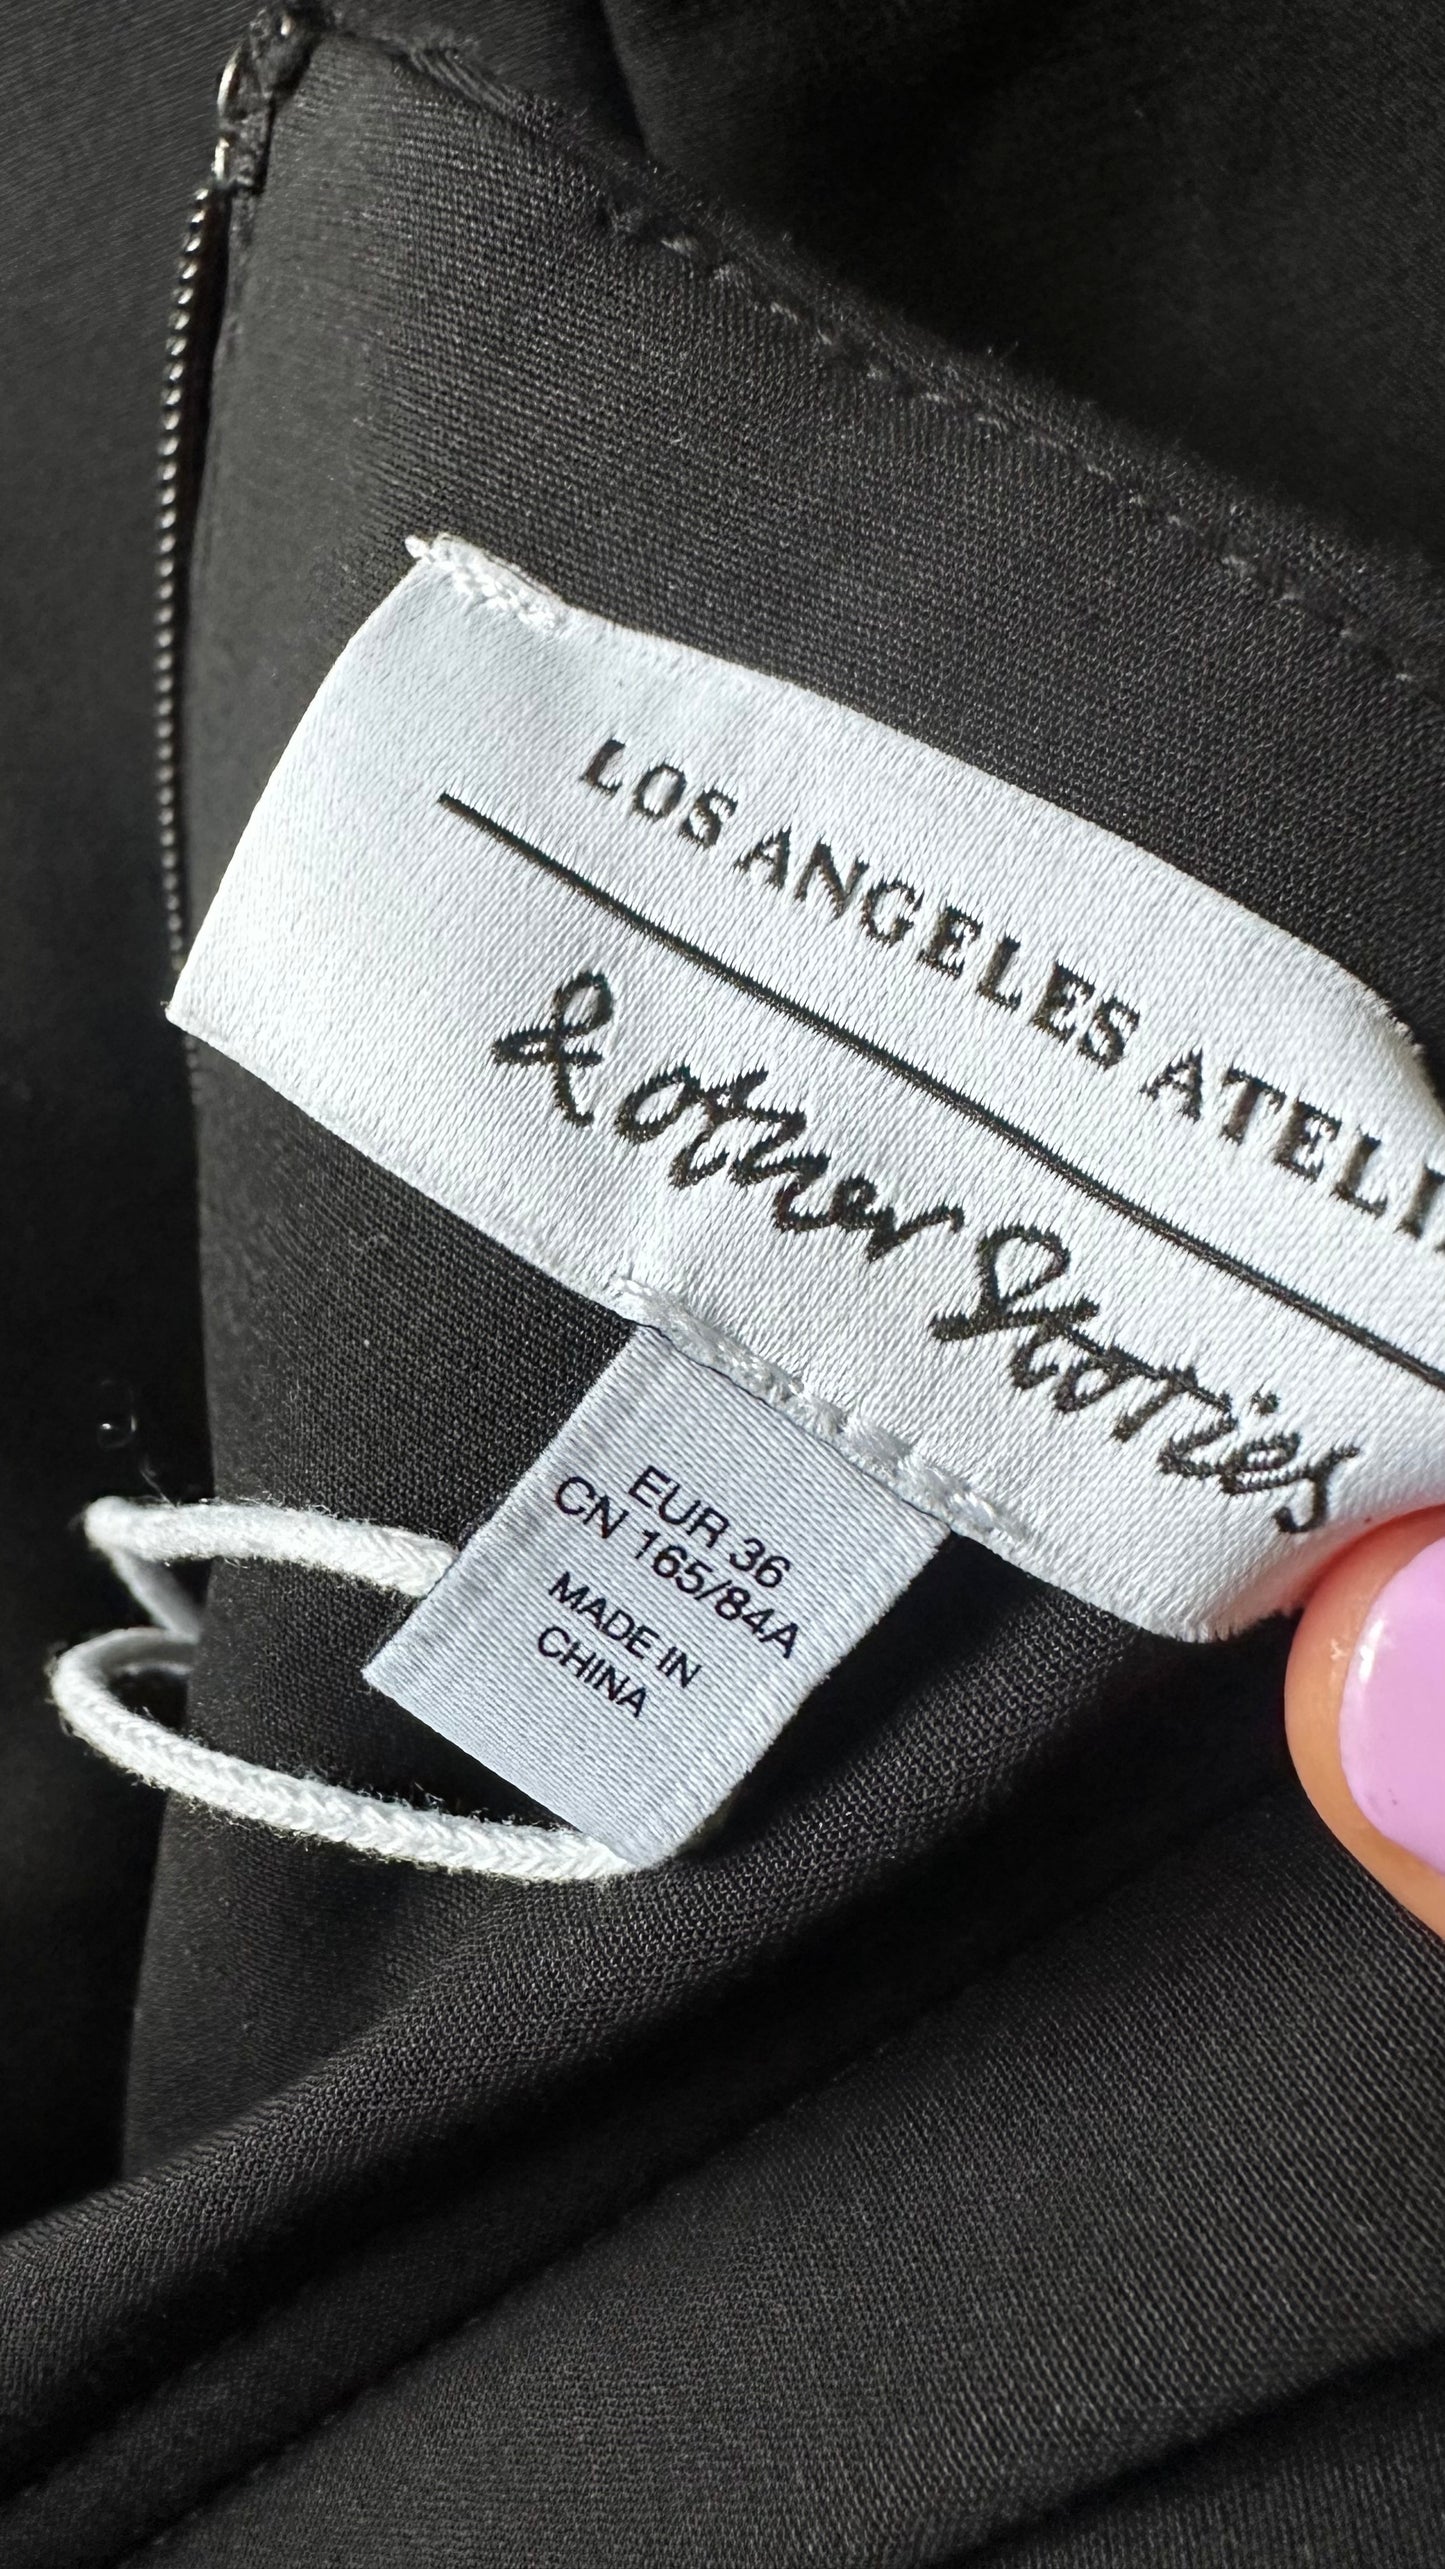 LOS ANGELES ATELI
& other Stories
EUR 36
CN 165/84A
MADE IN
CHINA